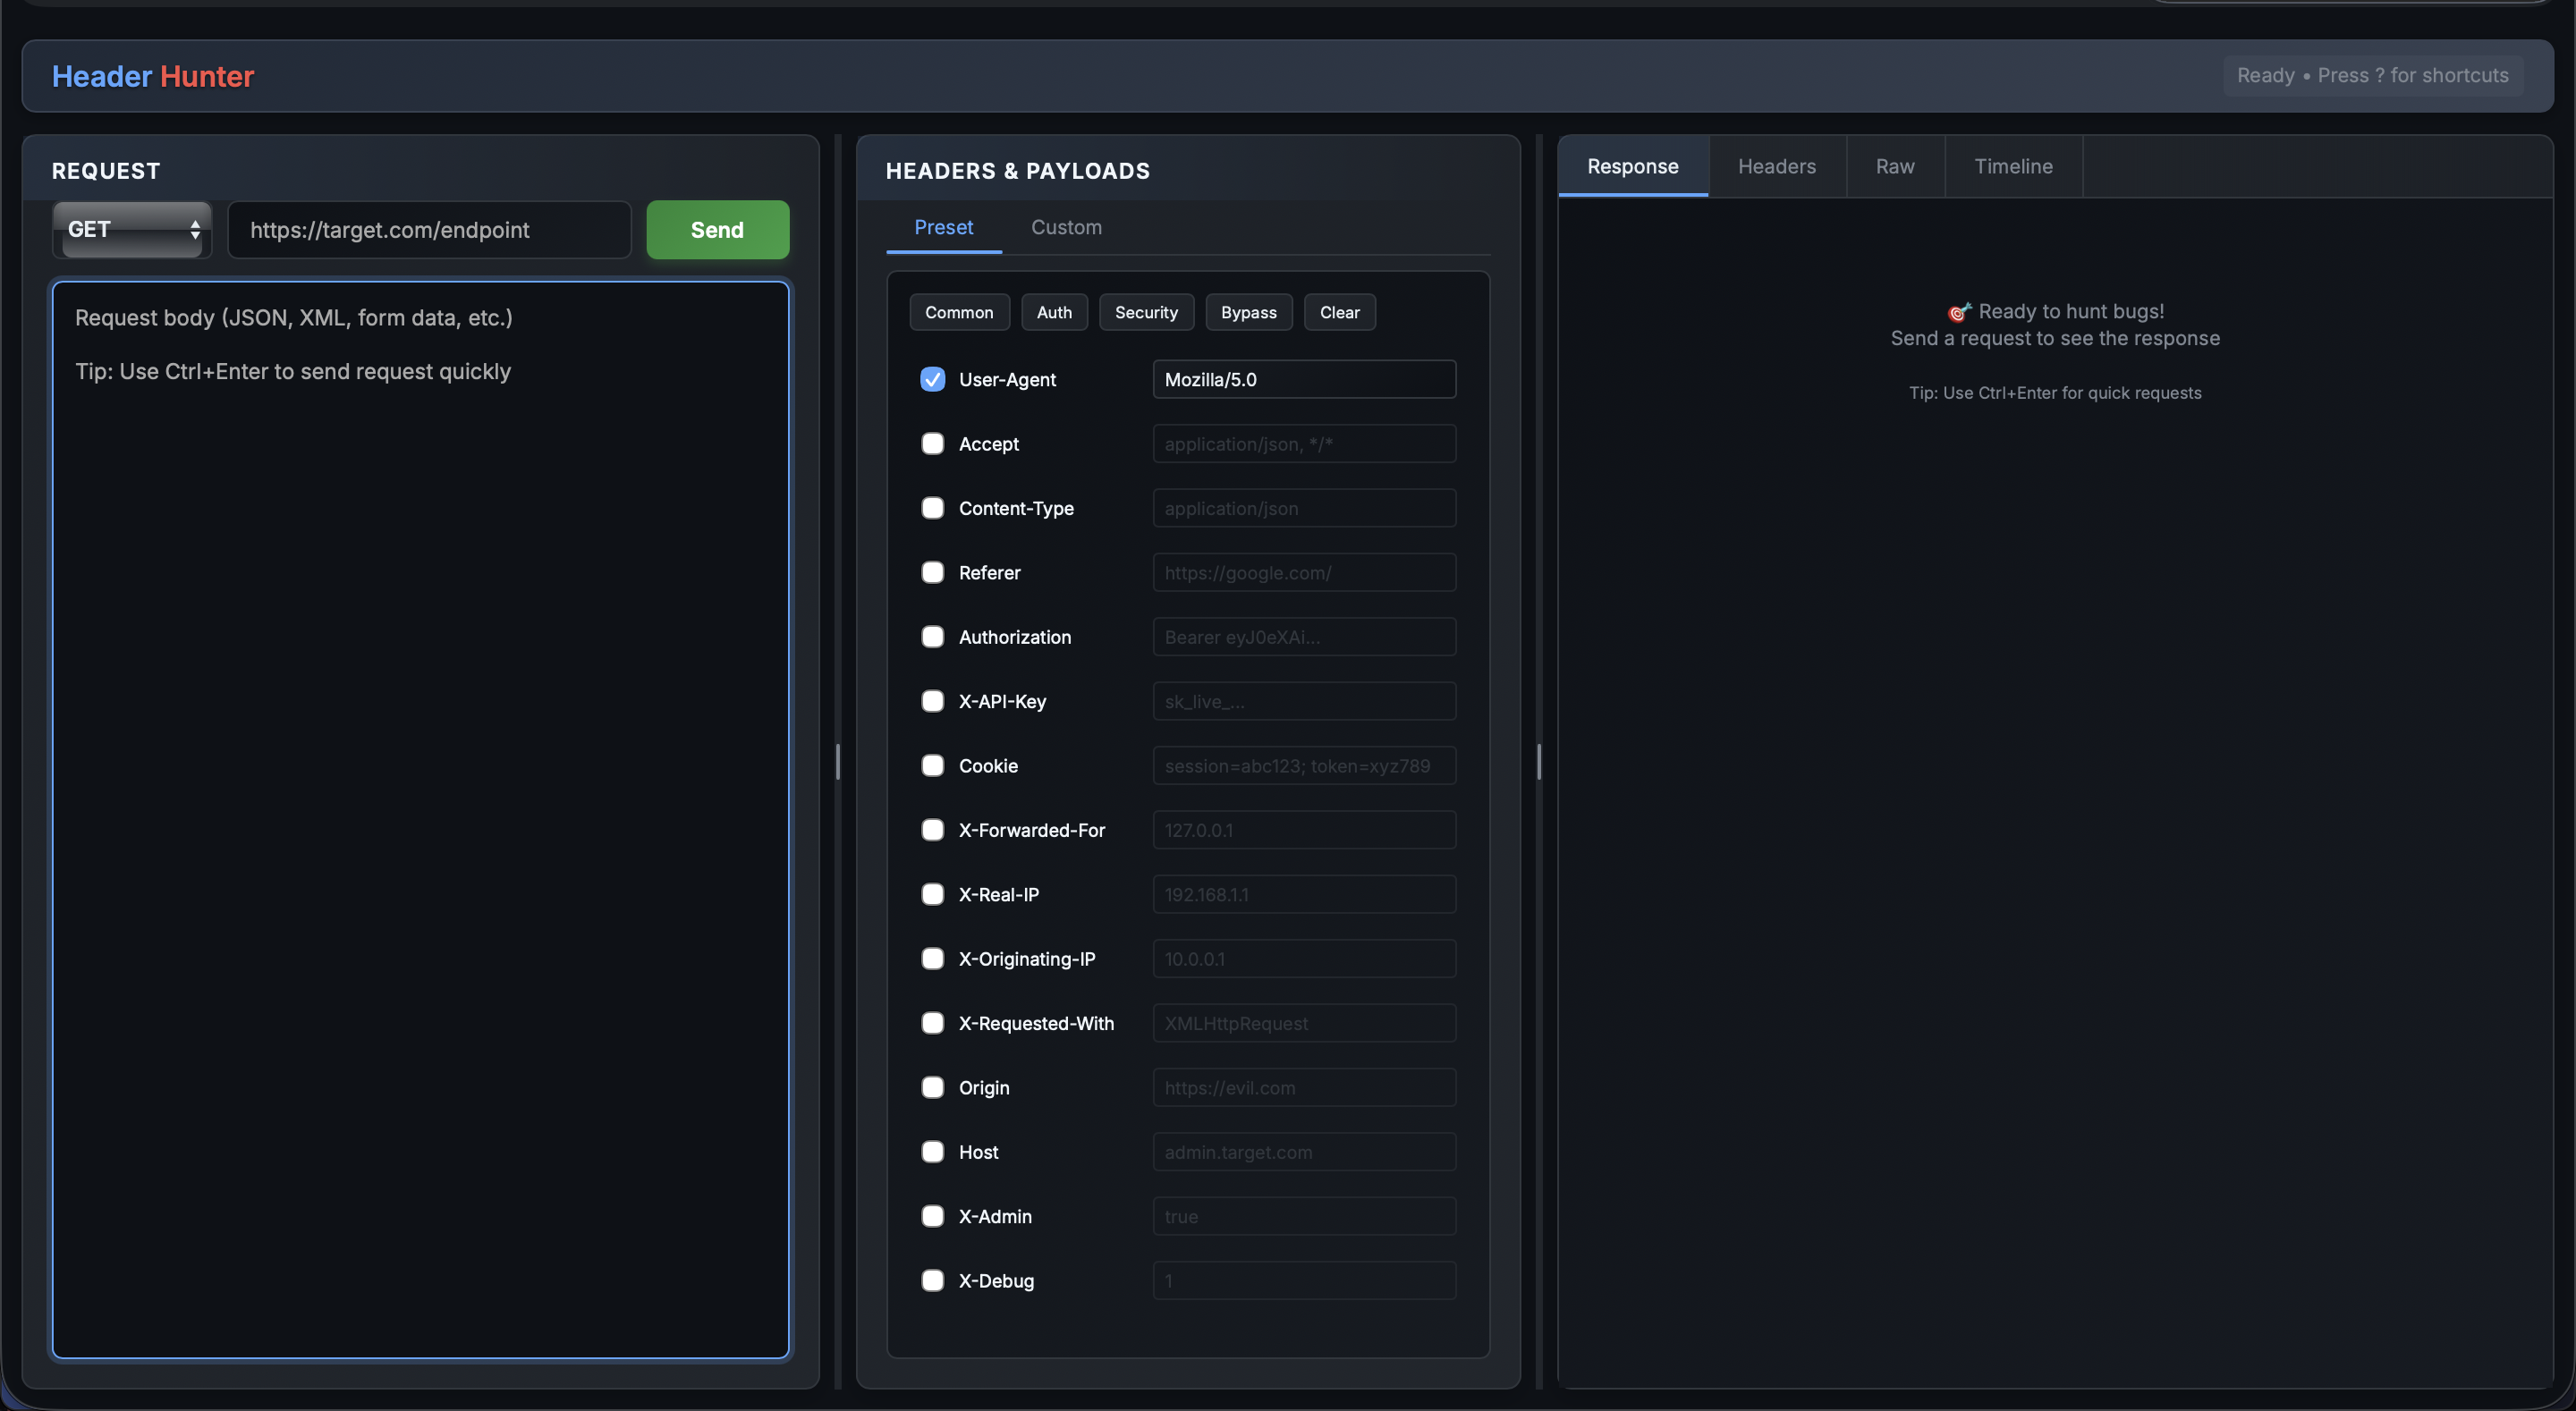 Header Hunter
Ready • Press ? for shortcuts
REQUEST
GET
https://target.com/endpoint
Send
Request body (JSON, XML, form data, etc.)
Tip: Use Ctrl+Enter to send request quickly
HEADERS & PAYLOADS
Preset Custom
Common Auth Security Bypass Clear
User-Agent Mozilla/5.0
Accept application/json, */*
Content-Type application/json
Referer https://google.com/
Authorization Bearer eyJ0eXAi...
X-API-Key sk_live_...
Cookie session=abc123; token=xyz789
X-Forwarded-For 127.0.0.1
X-Real-IP 192.168.1.1
X-Originating-IP 10.0.0.1
X-Requested-With XMLHttpRequest
Origin https://evil.com
Host admin.target.com
X-Admin true
X-Debug 1
Response Headers Raw Timeline
🎯 Ready to hunt bugs!
Send a request to see the response
Tip: Use Ctrl+Enter for quick requests